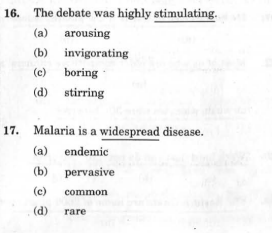 16. The debate was highly stimulating.
(a) arousing
(b) invigorating
(c) boring
(d) stirring
17. Malaria is a widespread disease.
(a) endemic
(b) pervasive
(c) common
(d) rare